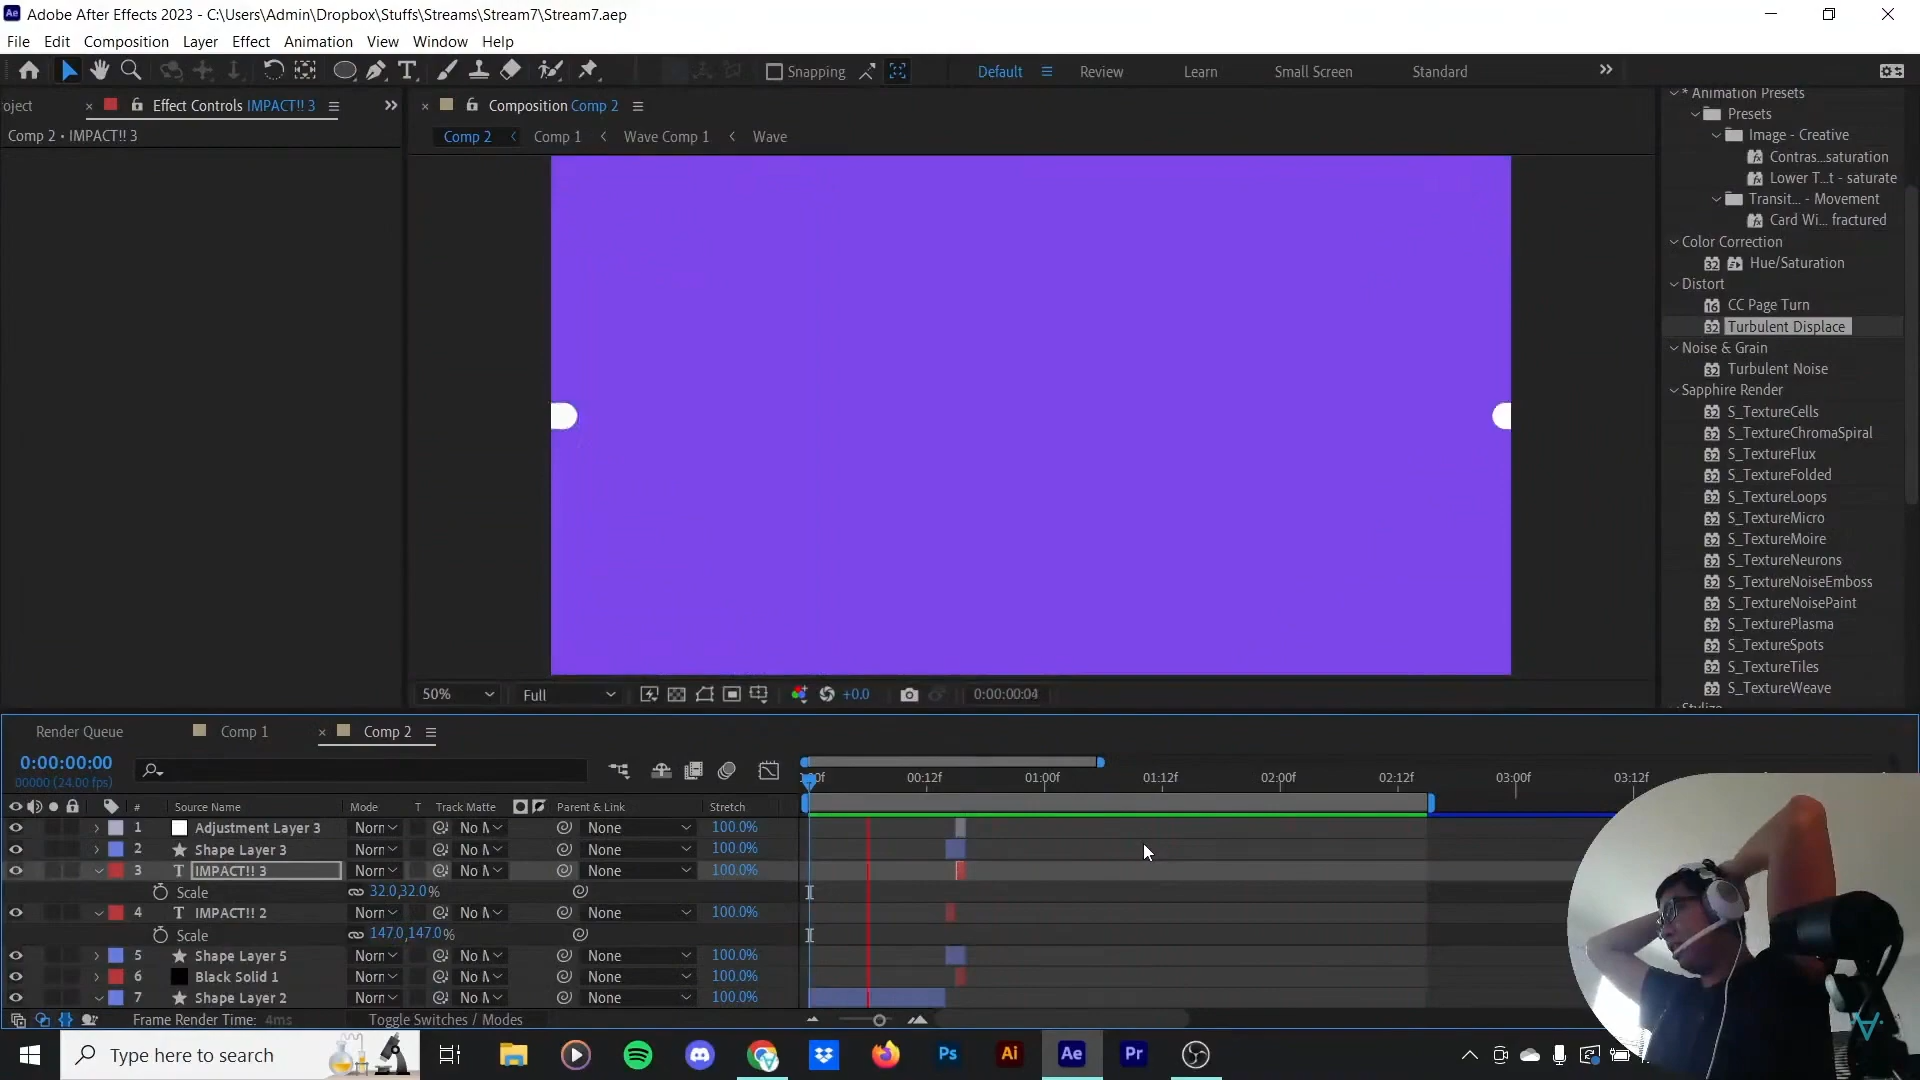 Adobe After Effects 2023 - C:\Users\Admin\Dropbox\Stuffs\Streams\Stream7\Stream7.aep
File Edit Composition Layer Effect Animation View Window Help
Snapping Default Review Learn Small Screen Standard
oject × Effect Controls IMPACT!! 3
Comp 2 • IMPACT!! 3
× Composition Comp 2
Comp 2 Comp 1 Wave Comp 1 Wave
* Animation Presets
Presets
Image - Creative
Contras...saturation
Lower T...t - saturate
Transit... - Movement
Card Wi... fractured
Color Correction
Hue/Saturation
Distort
CC Page Turn
Turbulent Displace
Noise & Grain
Turbulent Noise
Sapphire Render
S_TextureCells
S_TextureChromaSpiral
S_TextureFlux
S_TextureFolded
S_TextureLoops
S_TextureMicro
S_TextureMoire
S_TextureNeurons
S_TextureNoiseEmboss
S_TextureNoisePaint
S_TexturePlasma
S_TextureSpots
S_TextureTiles
S_TextureWeave
50% Full +0.0 0:00:00:04
Render Queue Comp 1 × Comp 2
0:00:00:00
00000 (24.00 fps)
00:12f 01:00f 01:12f 02:00f 02:12f 03:00f 03:12f
# Source Name Mode T Track Matte Parent & Link Stretch
1 Adjustment Layer 3 Norr No M None 100.0%
2 Shape Layer 3 Norr No M None 100.0%
3 T IMPACT!! 3 Norr No M None 100.0%
Scale 32.0,32.0%
4 T IMPACT!! 2 Norr No M None 100.0%
Scale 147.0,147.0%
5 Shape Layer 5 Norr No M None 100.0%
6 Black Solid 1 Norr No M None 100.0%
7 Shape Layer 2 Norr No M None 100.0%
Frame Render Time: 4ms Toggle Switches / Modes
Type here to search Ps Ai Ae Pr